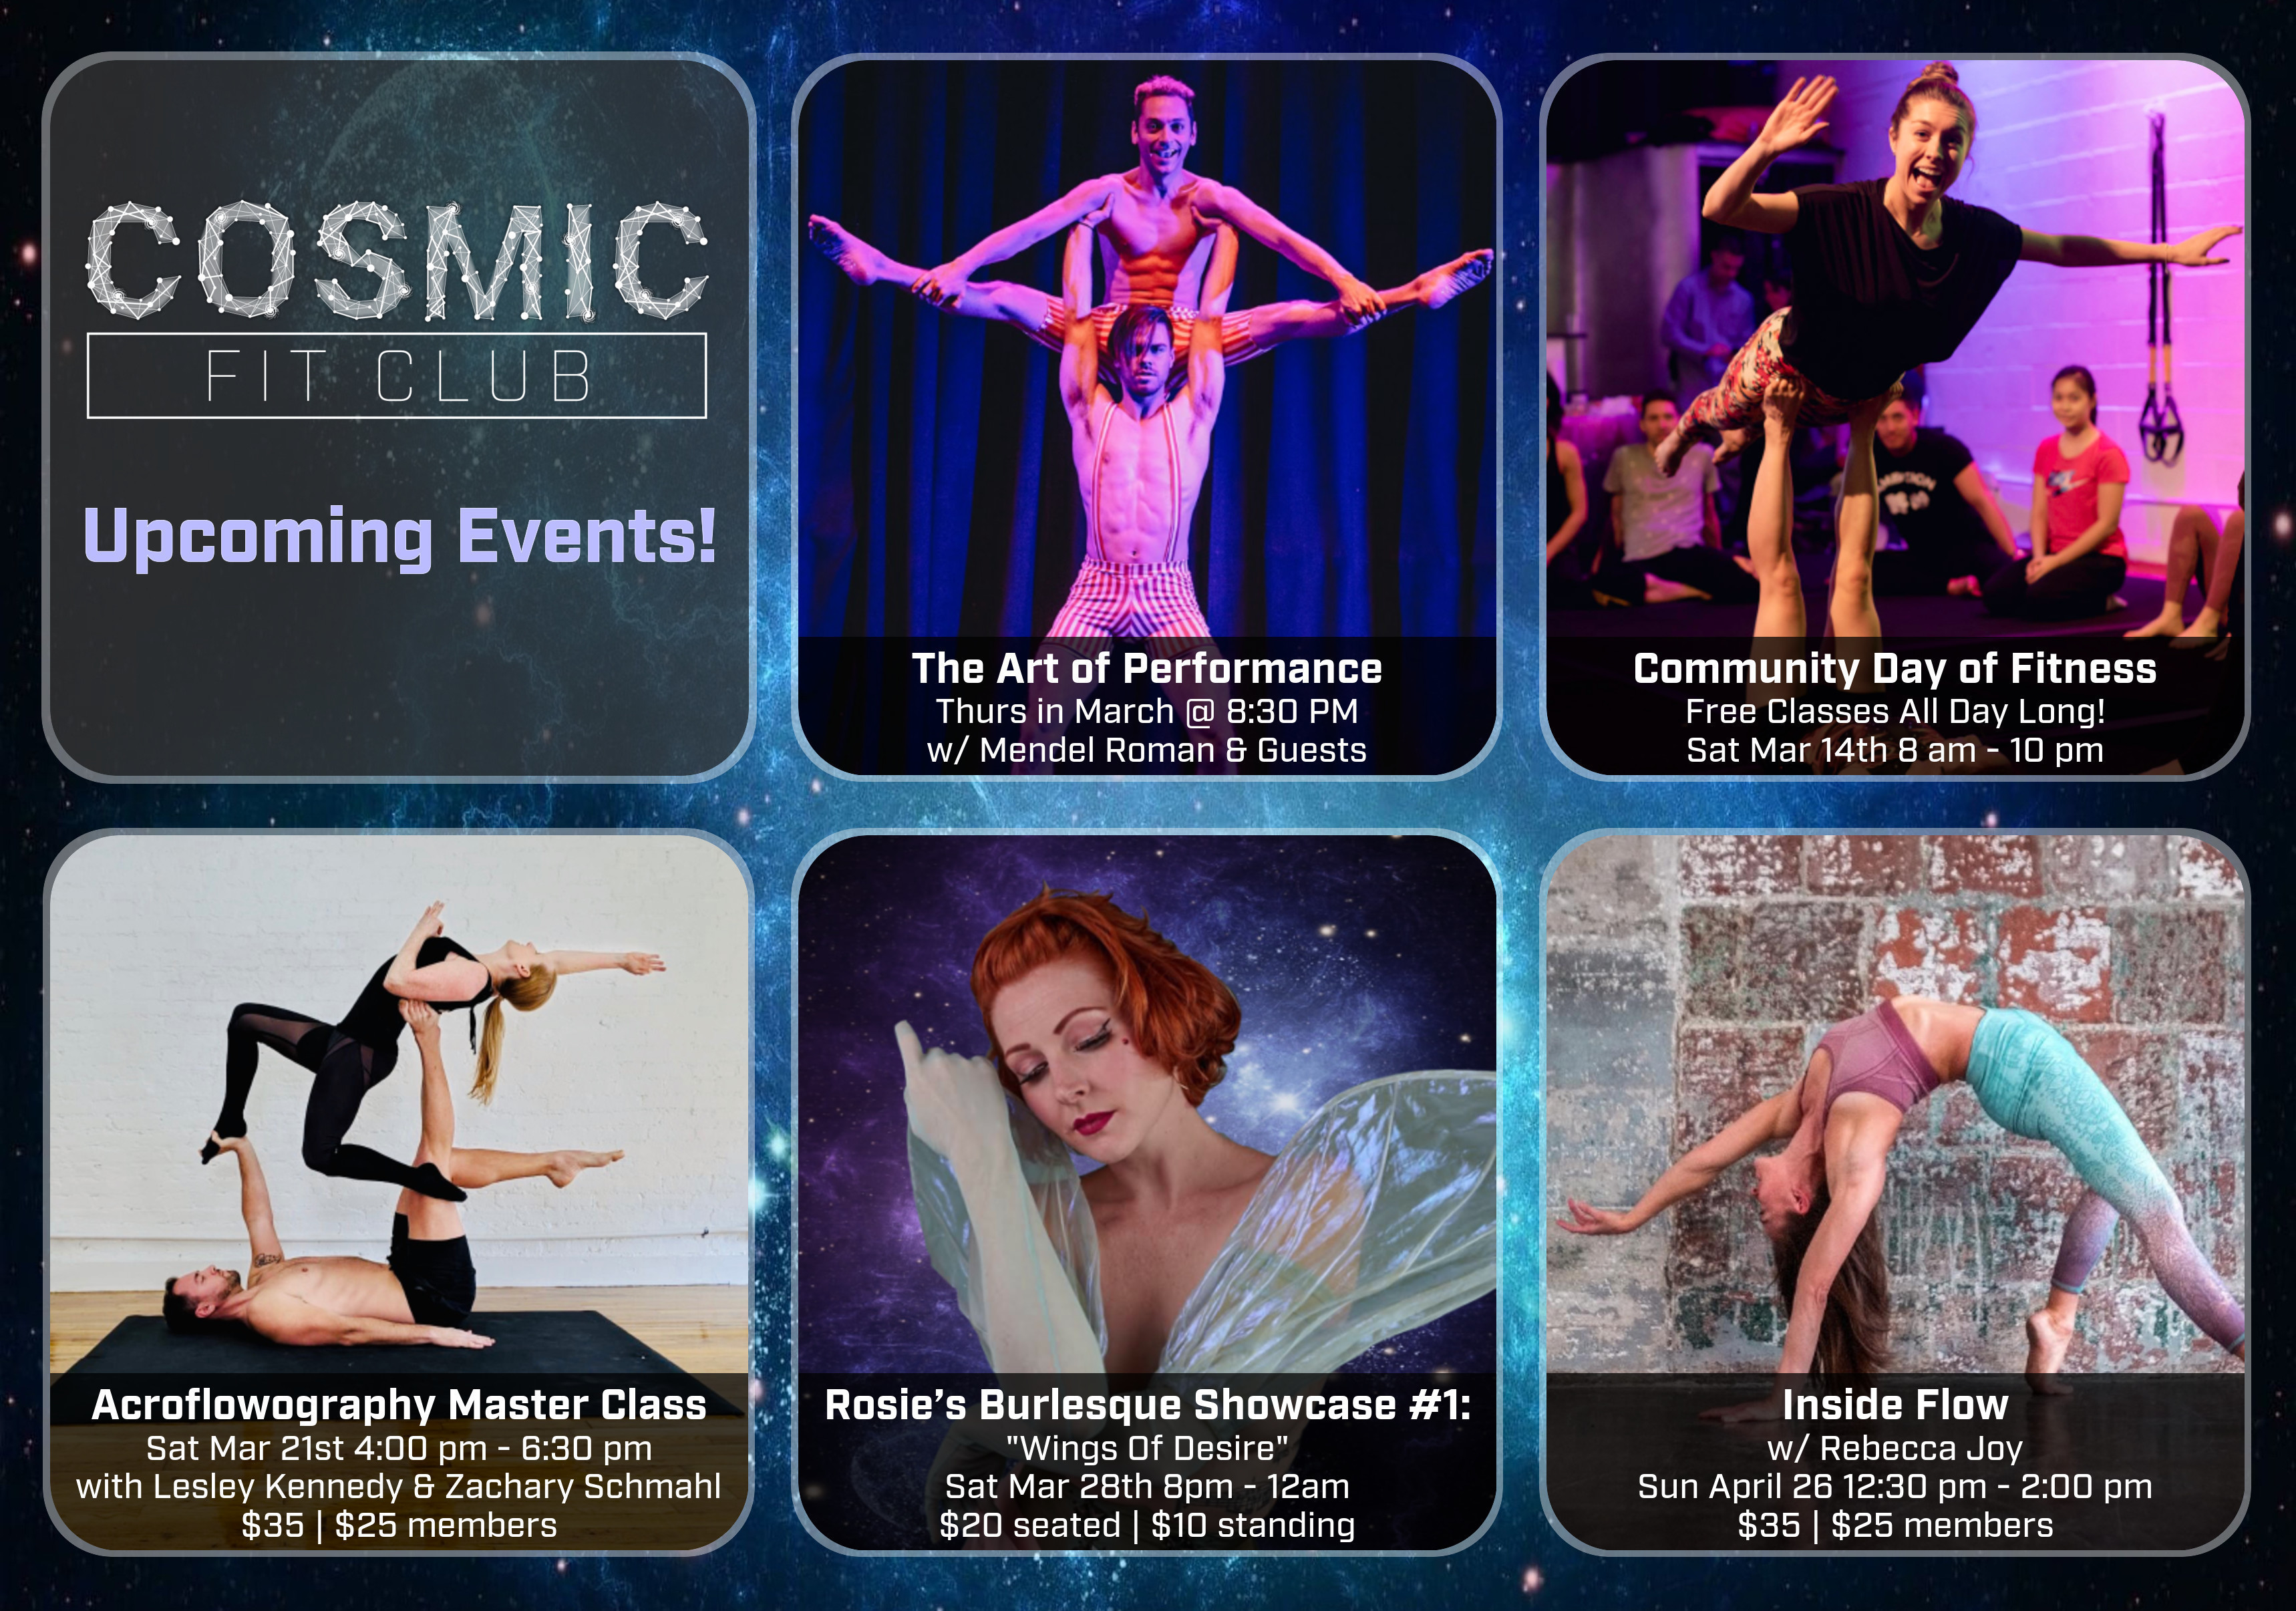 COSMIC
FIT CLUB
Upcoming Events!
The Art of Performance
Thurs in March @ 8:30 PM
w/ Mendel Roman & Guests
Community Day of Fitness
Free Classes All Day Long!
Sat Mar 14th 8 am - 10 pm
Acroflowography Master Class
Sat Mar 21st 4:00 pm - 6:30 pm
with Lesley Kennedy & Zachary Schmahl
$35 | $25 members
Rosie’s Burlesque Showcase #1:
"Wings Of Desire"
Sat Mar 28th 8pm - 12am
$20 seated | $10 standing
Inside Flow
w/ Rebecca Joy
Sun April 26 12:30 pm - 2:00 pm
$35 | $25 members